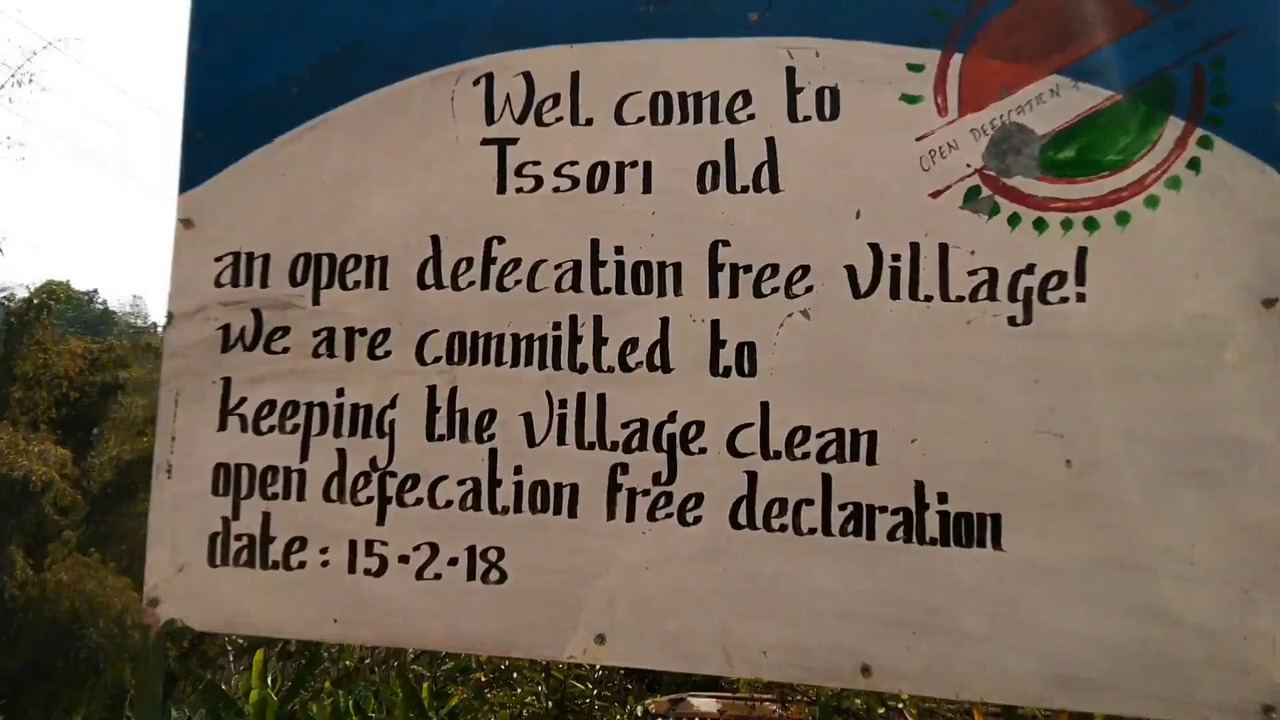 Wel come to
Tssori old
OPEN DEFECATION
an open defecation free village!
We are committed to
keeping the village clean
open defecation free declaration
date: 15-2-18